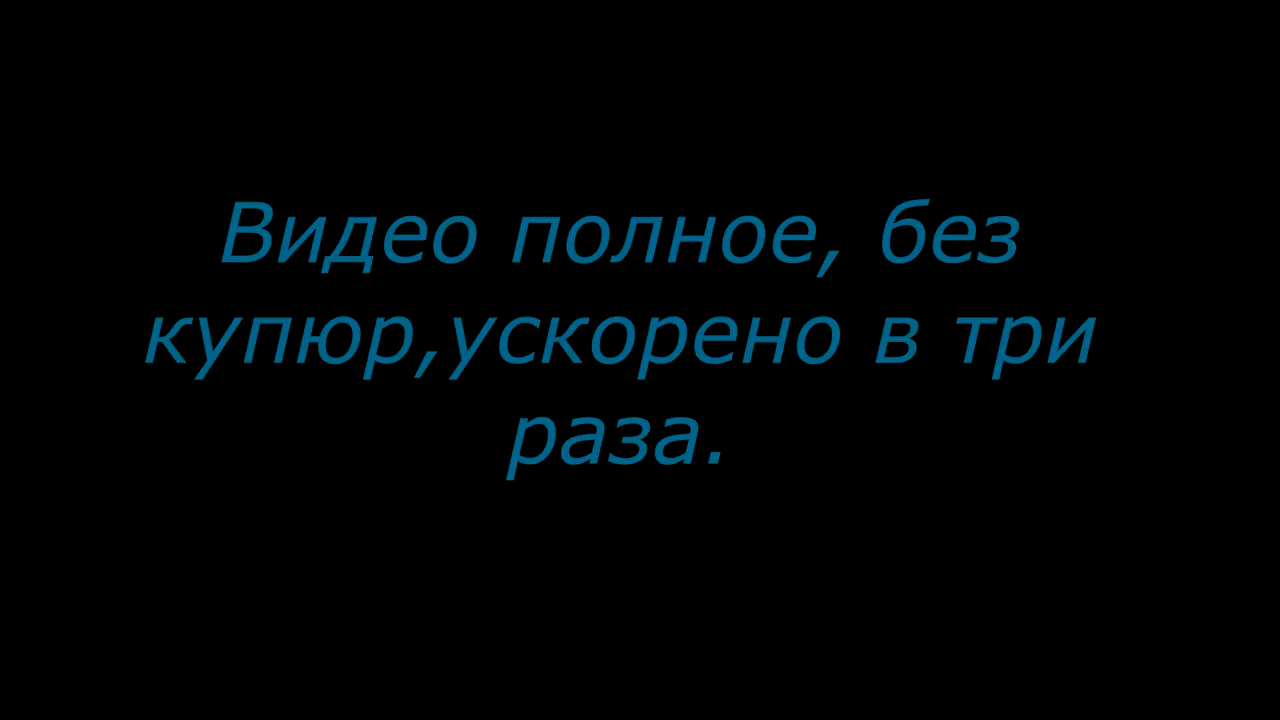 Видео полное, без
купюр,ускорено в три
раза.